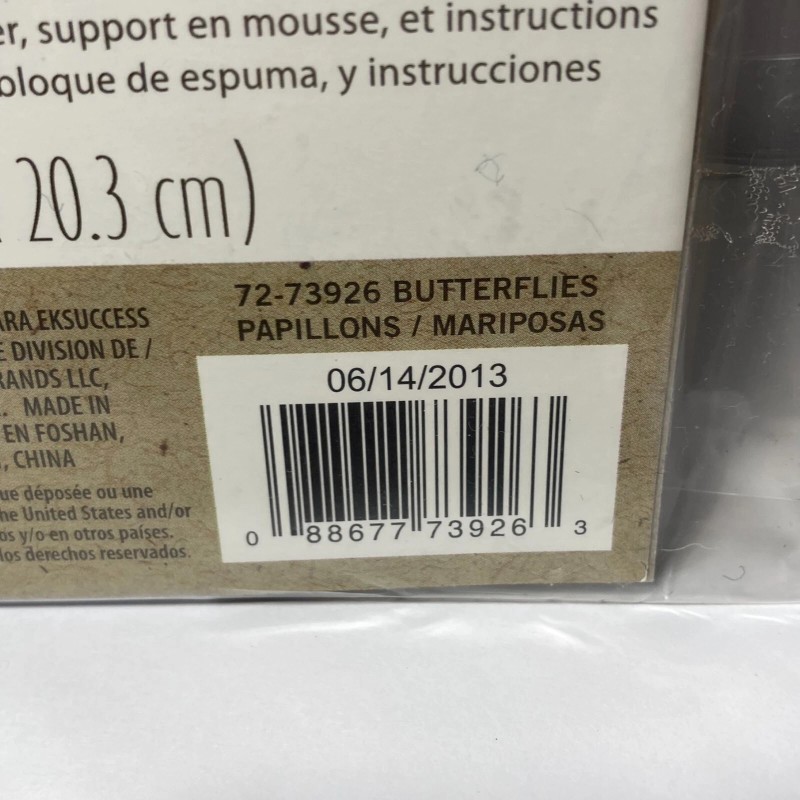 er, support en mousse, et instructions
bloque de espuma, y instrucciones
20.3 cm)
72-73926 BUTTERFLIES
PAPILLONS / MARIPOSAS
06/14/2013
0 88677 73926 3
ARA EKSUCCESS
E DIVISION DE /
RANDS LLC,
. MADE IN
EN FOSHAN,
, CHINA
ue déposée ou une
he United States and/or
os y/o en otros países.
los derechos reservados.